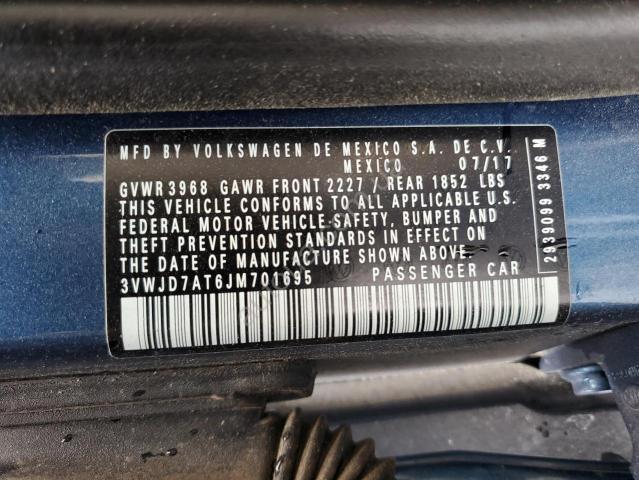 MFD BY VOLKSWAGEN DE MEXICO S.A. DE C.V.
MEXICO 07/17
GVWR 3968 GAWR FRONT 2227 / REAR 1852 LBS
THIS VEHICLE CONFORMS TO ALL APPLICABLE U.S.
FEDERAL MOTOR VEHICLE-SAFETY, BUMPER AND
THEFT PREVENTION STANDARDS IN EFFECT ON
THE DATE OF MANUFACTURE SHOWN ABOVE.
3VWJD7AT6JM701695 PASSENGER CAR
2939099 3346 M